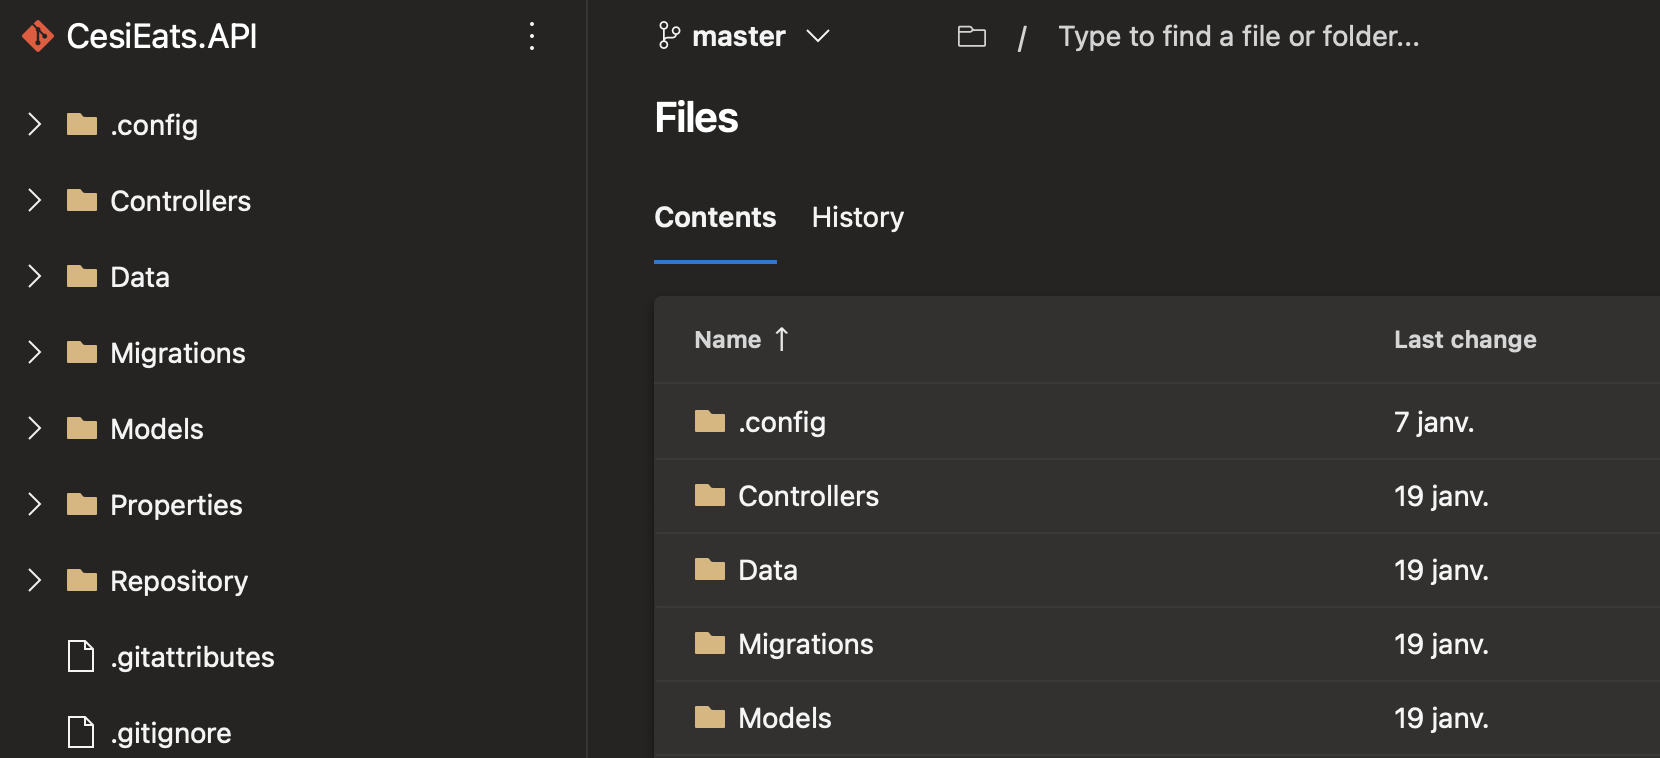 CesiEats.API
.config
Controllers
Data
Migrations
Models
Properties
Repository
.gitattributes
.gitignore
master
/ Type to find a file or folder...
Files
Contents History
Name ↑ Last change
.config 7 janv.
Controllers 19 janv.
Data 19 janv.
Migrations 19 janv.
Models 19 janv.